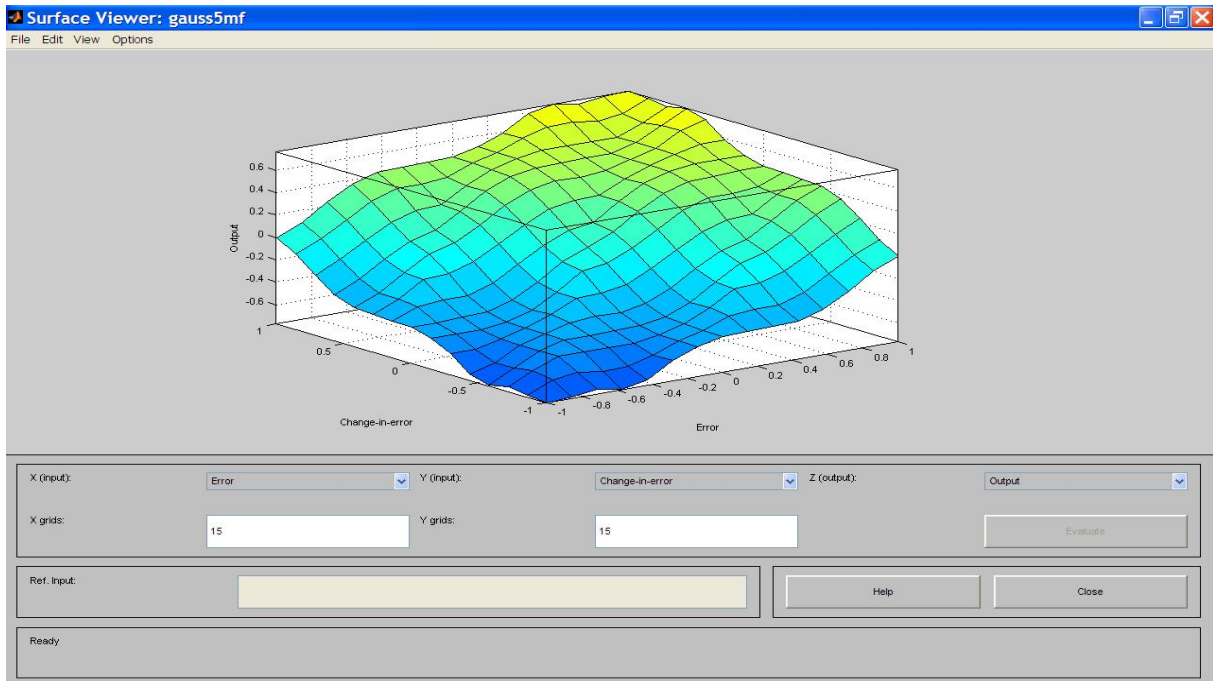 Surface Viewer: gauss5mf
File Edit View Options
0.6
0.4
0.2
0
-0.2
-0.4
-0.6
Output
1
0.5
0
-0.5
-1
Change-in-error
-1
-0.8
-0.6
-0.4
-0.2
0
0.2
0.4
0.6
0.8
1
Error
X (input): Error Y (input): Change-in-error Z (output): Output
X grids: 15 Y grids: 15 Evaluate
Ref. Input: Help Close
Ready